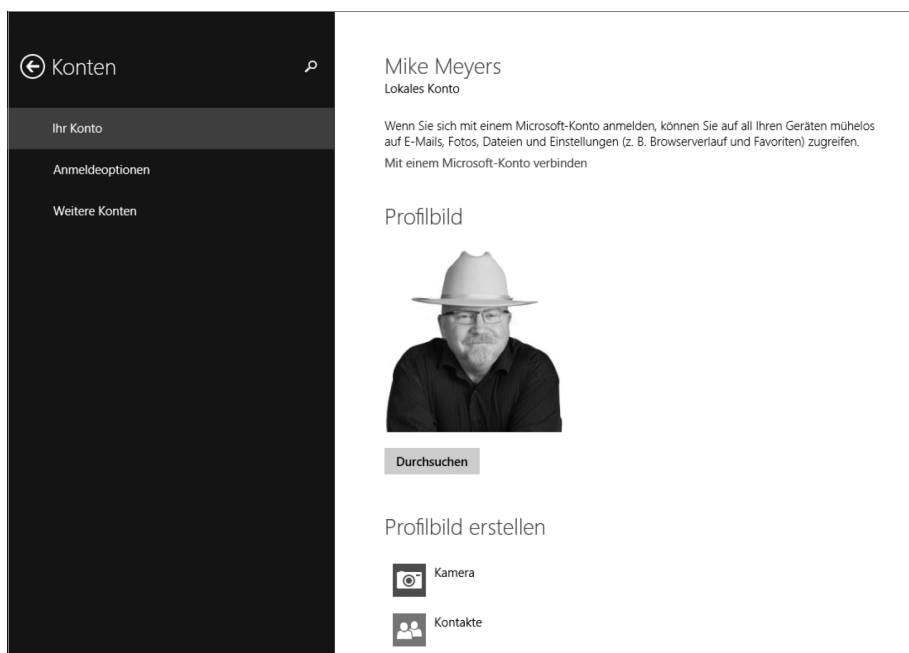 Konten
Ihr Konto
Anmeldeoptionen
Weitere Konten
Mike Meyers
Lokales Konto
Wenn Sie sich mit einem Microsoft-Konto anmelden, können Sie auf all Ihren Geräten mühelos
auf E-Mails, Fotos, Dateien und Einstellungen (z. B. Browserverlauf und Favoriten) zugreifen.
Mit einem Microsoft-Konto verbinden
Profilbild
Durchsuchen
Profilbild erstellen
Kamera
Kontakte